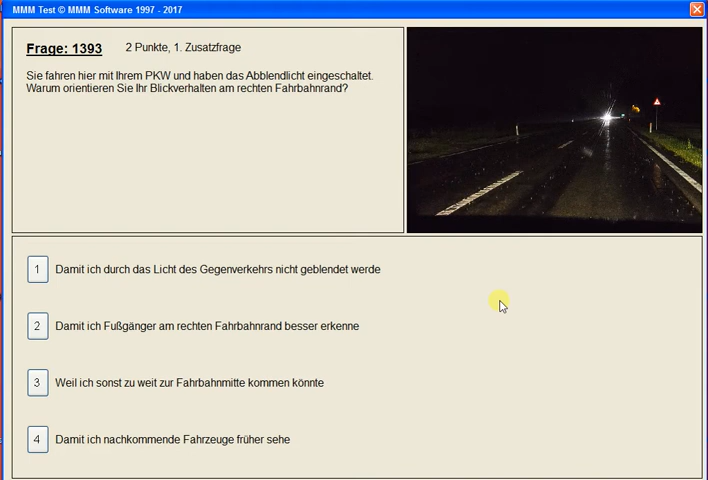 MMM Test © MMM Software 1997 - 2017
Frage: 1393 2 Punkte, 1. Zusatzfrage
Sie fahren hier mit Ihrem PKW und haben das Abblendlicht eingeschaltet.
Warum orientieren Sie Ihr Blickverhalten am rechten Fahrbahnrand?
1 Damit ich durch das Licht des Gegenverkehrs nicht geblendet werde
2 Damit ich Fußgänger am rechten Fahrbahnrand besser erkenne
3 Weil ich sonst zu weit zur Fahrbahnmitte kommen könnte
4 Damit ich nachkommende Fahrzeuge früher sehe